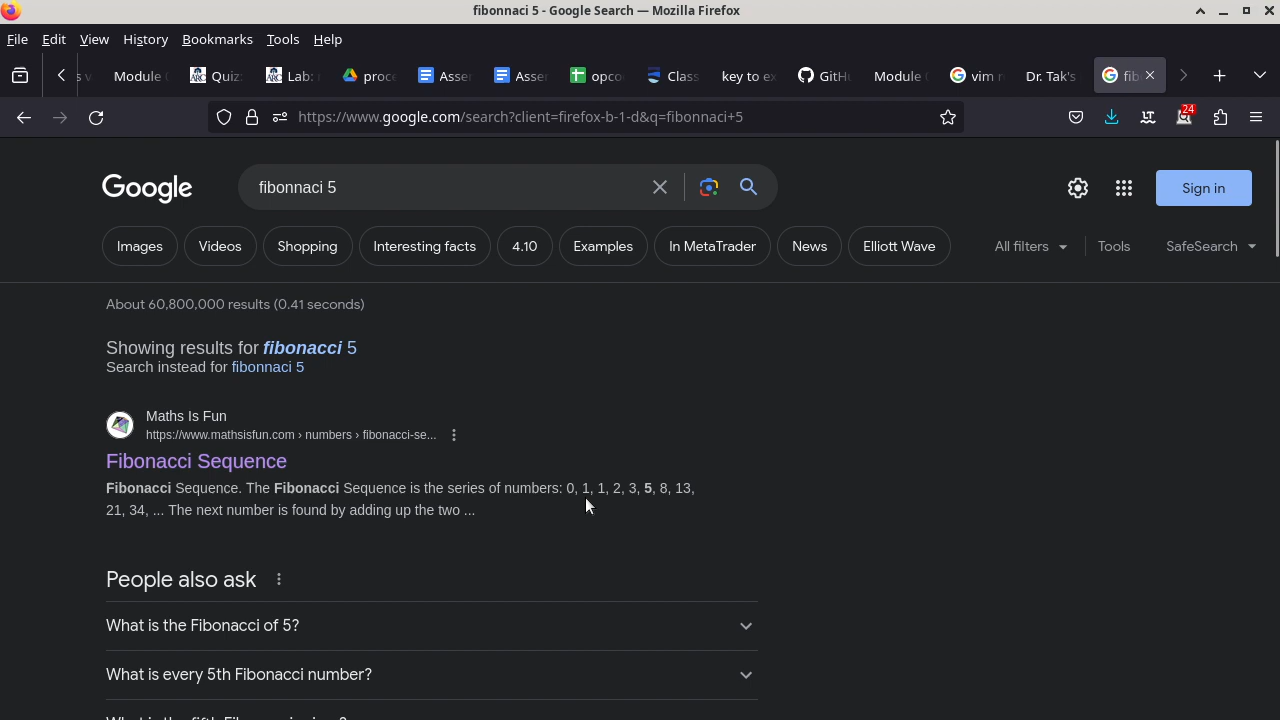 fibonnaci 5 - Google Search — Mozilla Firefox
File Edit View History Bookmarks Tools Help
s Module Quiz: Lab: proce Asse Asse opco Class key to ex GitHu Module vim Dr. Tak's fib
https://www.google.com/search?client=firefox-b-1-d&q=fibonnaci+5
24
Google
fibonnaci 5
Sign in
Images Videos Shopping Interesting facts 4.10 Examples In MetaTrader News Elliott Wave All filters Tools SafeSearch
About 60,800,000 results (0.41 seconds)
Showing results for fibonacci 5
Search instead for fibonnaci 5
Maths Is Fun
https://www.mathsisfun.com › numbers › fibonacci-se...
Fibonacci Sequence
Fibonacci Sequence. The Fibonacci Sequence is the series of numbers: 0, 1, 1, 2, 3, 5, 8, 13,
21, 34, ... The next number is found by adding up the two ...
People also ask
What is the Fibonacci of 5?
What is every 5th Fibonacci number?